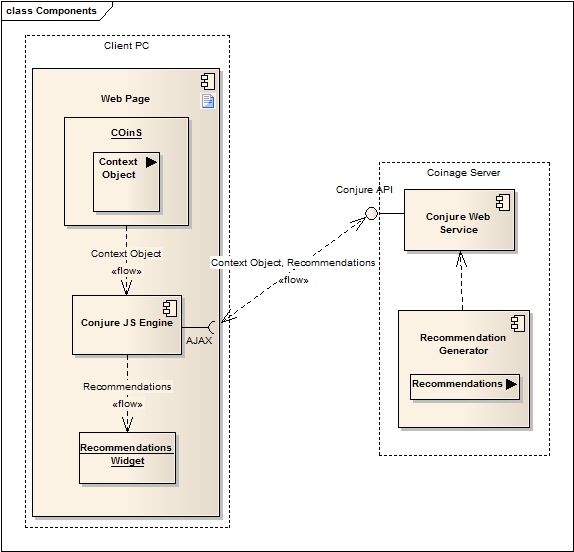 class Components
Client PC
Web Page
COinS
Context
Object
Context Object
«flow»
Conjure JS Engine
AJAX
Recommendations
«flow»
Recommendations
Widget
Context Object, Recommendations
«flow»
Conjure API
Coinage Server
Conjure Web
Service
Recommendation
Generator
Recommendations